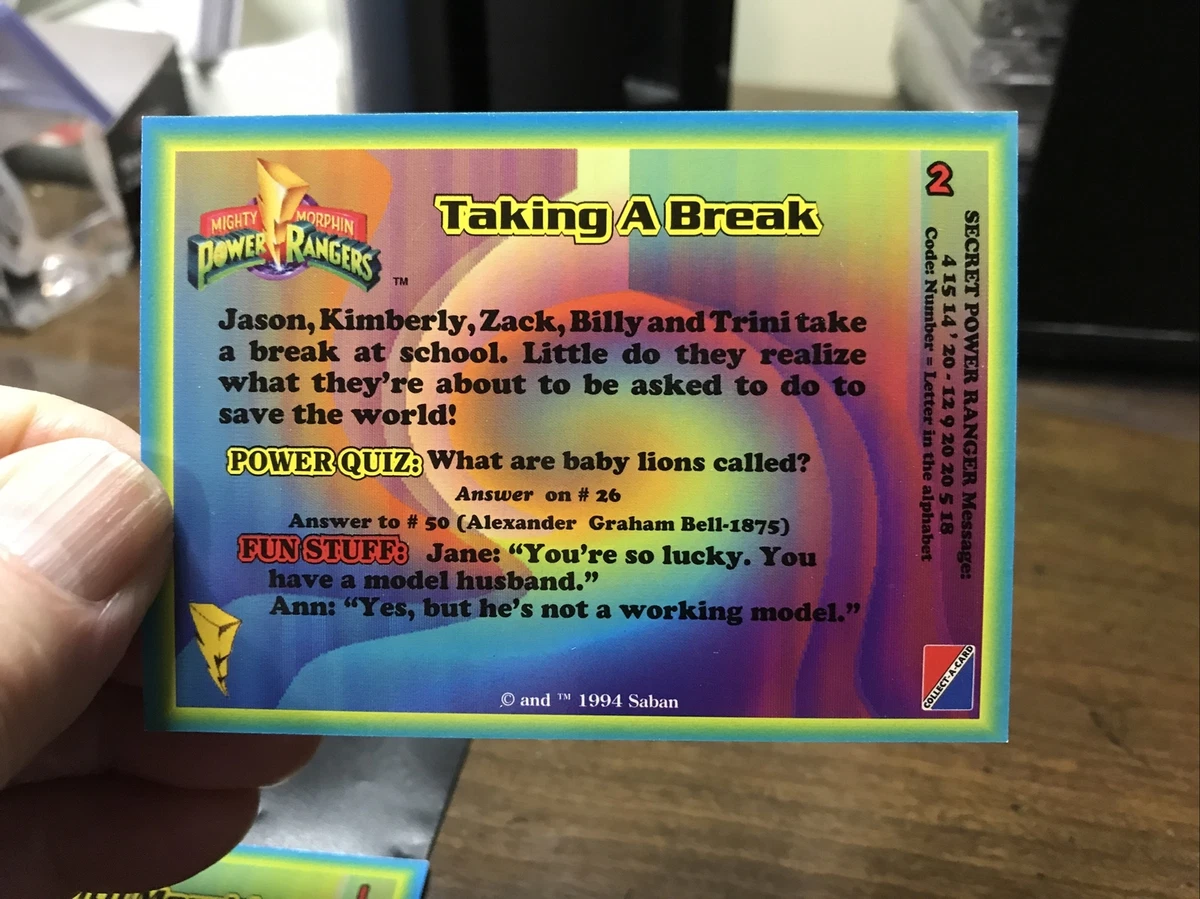 MIGHTY MORPHIN
POWER RANGERS
™
Taking A Break
Jason, Kimberly, Zack, Billy and Trini take
a break at school. Little do they realize
what they're about to be asked to do to
save the world!
POWER QUIZ: What are baby lions called?
Answer on # 26
Answer to # 50 (Alexander Graham Bell-1875)
FUN STUFF: Jane: “You're so lucky. You
have a model husband.”
Ann: “Yes, but he's not a working model.”
© and ™ 1994 Saban
2
SECRET POWER RANGER Message:
4 15 14 ' 20 - 12 9 20 20 5 18
Code: Number = Letter in the alphabet
COLLECT-A-CARD